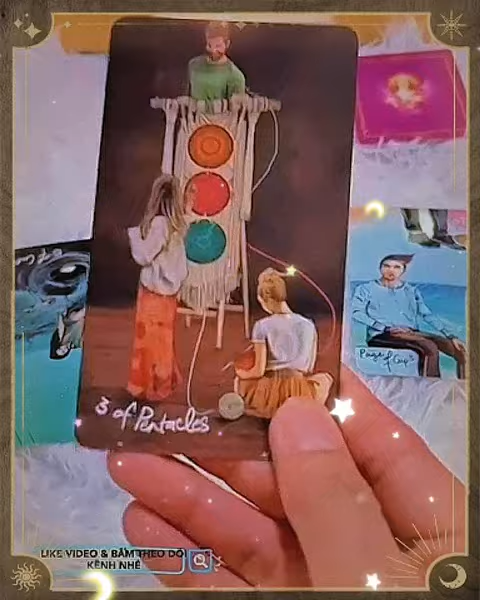 3 of Pentacles
Page of Cups
LIKE VIDEO & BẤM THEO DÕI
KÊNH NHÉ